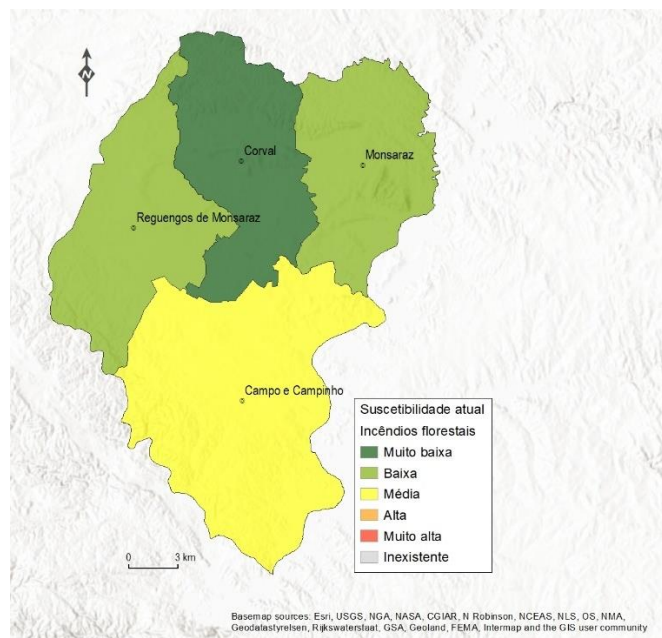 N
Corval
Monsaraz
Reguengos de Monsaraz
Campo e Campinho
Suscetibilidade atual
Incêndios florestais
Muito baixa
Baixa
Média
Alta
Muito alta
Inexistente
0 3 km
Basemap sources: Esri, USGS, NGA, NASA, CGIAR, N Robinson, NCEAS, NLS, OS, NMA,
Geodatastyrelsen, Rijkswaterstaat, GSA, Geoland, FEMA, Intermap and the GIS user community